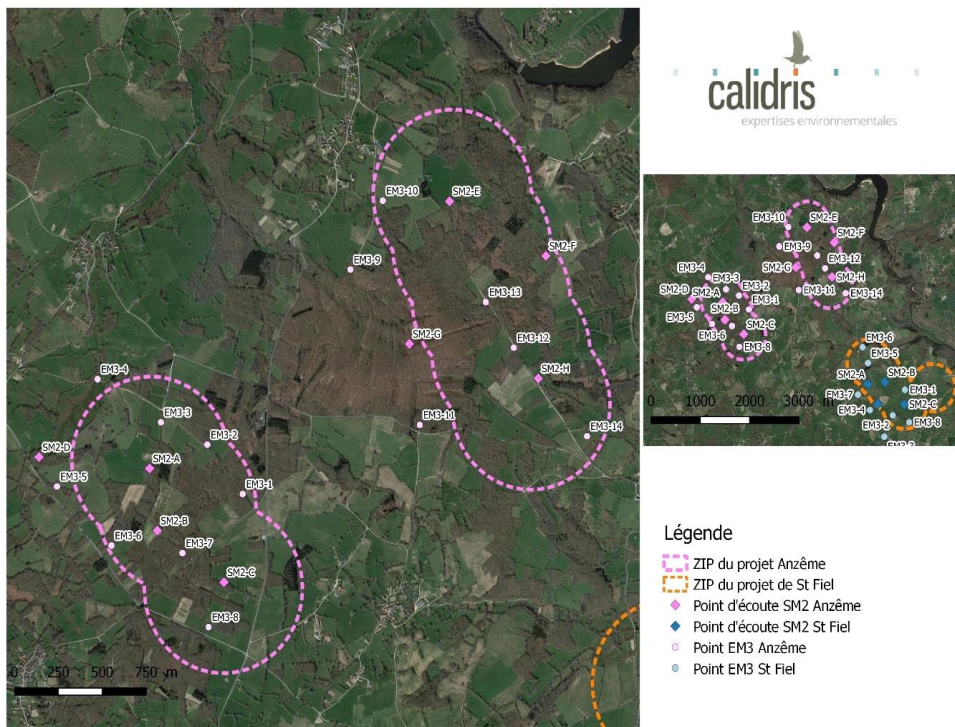 EM3-10
SM2-E
SM2-F
EM3-9
EM3-13
SM2-G
EM3-12
SM2-H
EM3-4
EM3-11
EM3-3
EM3-14
EM3-2
SM2-D
SM2-A
EM3-5
EM3-1
SM2-B
EM3-6
EM3-7
SM2-C
EM3-8
0 250 500 750 m
calidris
expertises environnementales
EM3-10
SM2-E
SM2-F
EM3-9
EM3-12
SM2-G
SM2-H
EM3-4
EM3-3
EM3-11
EM3-14
EM3-2
SM2-D
SM2-A
EM3-1
SM2-B
EM3-5
SM2-C
EM3-6
EM3-8
EM3-6
EM3-5
SM2-A
SM2-B
EM3-7
EM3-1
SM2-C
EM3-4
EM3-2
EM3-8
0 1000 2000 3000 m
Légende
ZIP du projet Anzême
ZIP du projet de St Fiel
Point d'écoute SM2 Anzême
Point d'écoute SM2 St Fiel
Point EM3 Anzême
Point EM3 St Fiel